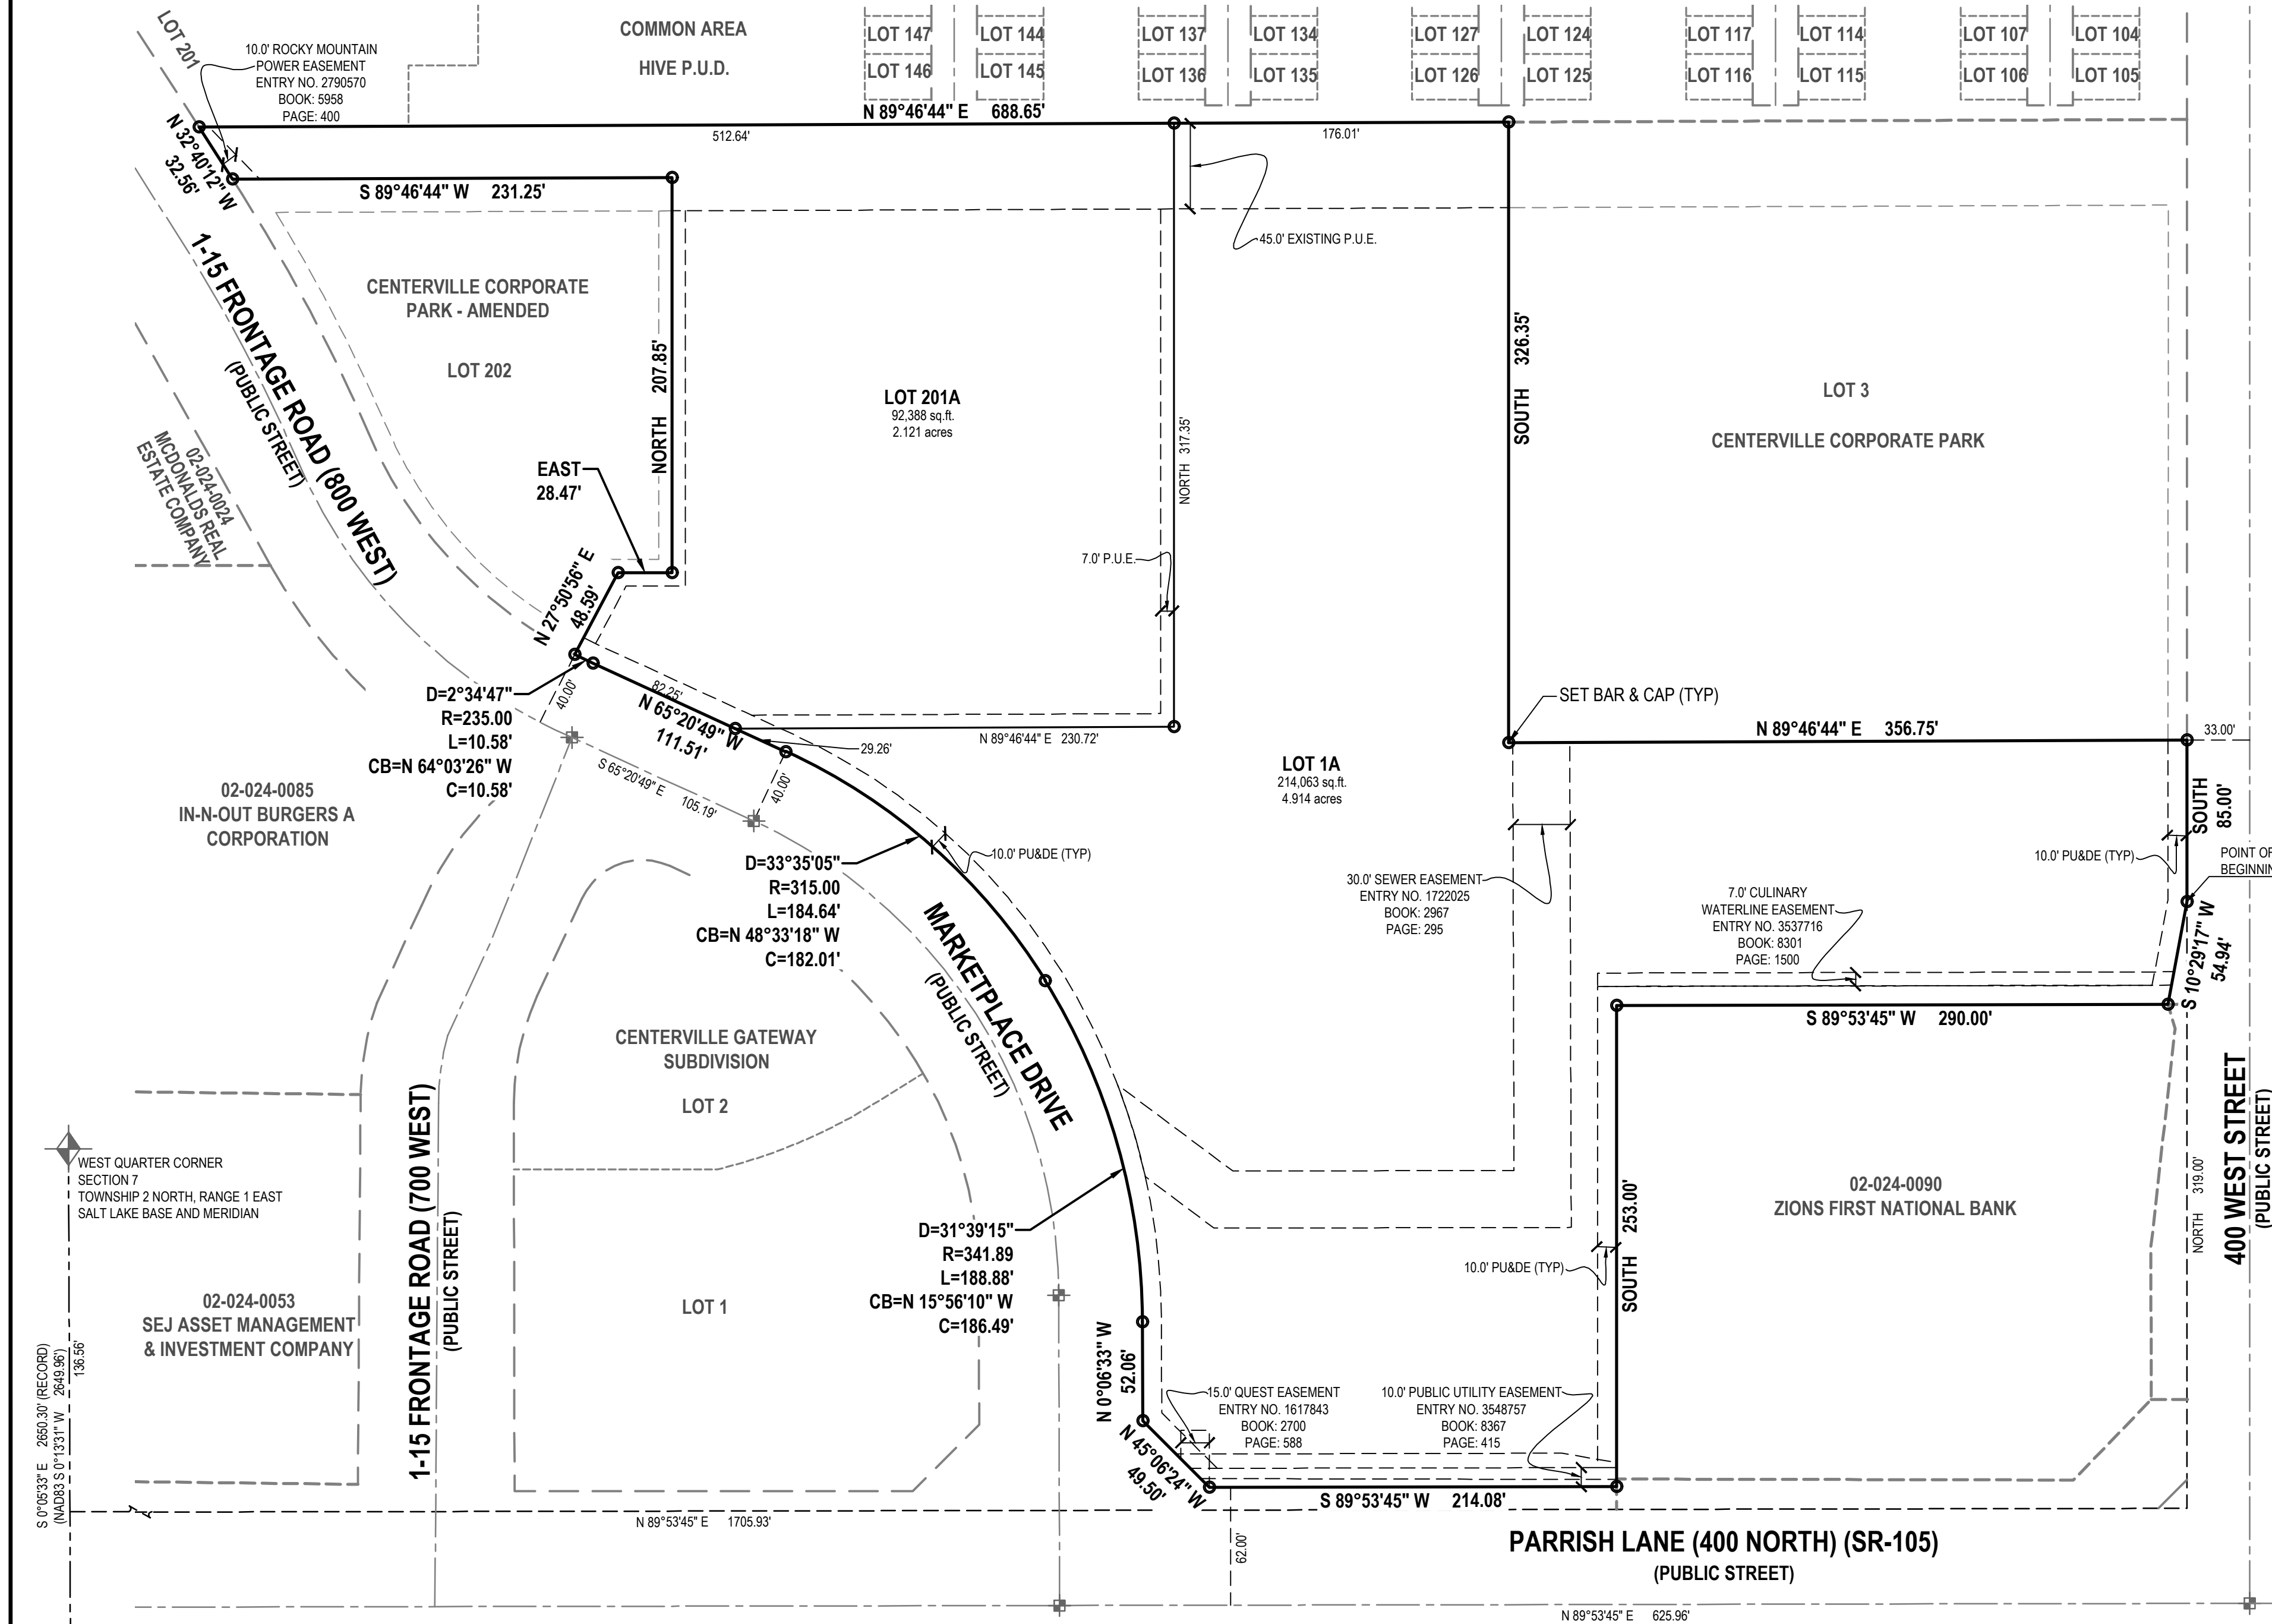 LOT 201
10.0' ROCKY MOUNTAIN
POWER EASEMENT
ENTRY NO. 2790570
BOOK: 5958
PAGE: 400
COMMON AREA
HIVE P.U.D.
LOT 147
LOT 144
LOT 137
LOT 134
LOT 127
LOT 124
LOT 117
LOT 114
LOT 107
LOT 104
LOT 146
LOT 145
LOT 136
LOT 135
LOT 126
LOT 125
LOT 116
LOT 115
LOT 106
LOT 105
N 89°46'44" E 688.65'
512.64'
176.01'
N 32°40'12" W
32.56'
S 89°46'44" W 231.25'
45.0' EXISTING P.U.E.
1-15 FRONTAGE ROAD (800 WEST)
(PUBLIC STREET)
CENTERVILLE CORPORATE
PARK - AMENDED
LOT 202
NORTH 207.85'
LOT 201A
92,388 sq.ft.
2.121 acres
NORTH 317.35'
SOUTH 326.35'
LOT 3
CENTERVILLE CORPORATE PARK
02-024-0024
MCDONALDS REAL
ESTATE COMPANY
EAST
28.47'
7.0' P.U.E.
N 27°50'56" E
48.59'
D=2°34'47"
R=235.00
L=10.58'
CB=N 64°03'26" W
C=10.58'
40.00'
82.25'
N 65°20'49" W
111.51'
29.26'
N 89°46'44" E 230.72'
S 65°20'49" E 105.19'
40.00'
SET BAR & CAP (TYP)
N 89°46'44" E 356.75'
33.00'
LOT 1A
214,063 sq.ft.
4.914 acres
SOUTH
85.00'
02-024-0085
IN-N-OUT BURGERS A
CORPORATION
D=33°35'05"
R=315.00
L=184.64'
CB=N 48°33'18" W
C=182.01'
10.0' PU&DE (TYP)
30.0' SEWER EASEMENT
ENTRY NO. 1722025
BOOK: 2967
PAGE: 295
7.0' CULINARY
WATERLINE EASEMENT
ENTRY NO. 3537716
BOOK: 8301
PAGE: 1500
10.0' PU&DE (TYP)
POINT OF
BEGINNIN
S 10°29'17" W
54.94'
MARKETPLACE DRIVE
(PUBLIC STREET)
S 89°53'45" W 290.00'
CENTERVILLE GATEWAY
SUBDIVISION
LOT 2
1-15 FRONTAGE ROAD (700 WEST)
(PUBLIC STREET)
WEST QUARTER CORNER
SECTION 7
TOWNSHIP 2 NORTH, RANGE 1 EAST
SALT LAKE BASE AND MERIDIAN
02-024-0053
SEJ ASSET MANAGEMENT
& INVESTMENT COMPANY
LOT 1
D=31°39'15"
R=341.89
L=188.88'
CB=N 15°56'10" W
C=186.49'
10.0' PU&DE (TYP)
SOUTH 253.00'
02-024-0090
ZIONS FIRST NATIONAL BANK
NORTH 319.00'
400 WEST STREET
(PUBLIC STREET)
S 0°05'33" E 2650.30' (RECORD)
(NAD83 S 0°13'31" W 2649.96')
136.56'
N 0°06'33" W
52.06'
N 45°06'24" W
49.50'
15.0' QUEST EASEMENT
ENTRY NO. 1617843
BOOK: 2700
PAGE: 588
10.0' PUBLIC UTILITY EASEMENT
ENTRY NO. 3548757
BOOK: 8367
PAGE: 415
S 89°53'45" W 214.08'
N 89°53'45" E 1705.93'
62.00'
PARRISH LANE (400 NORTH) (SR-105)
(PUBLIC STREET)
N 89°53'45" E 625.96'